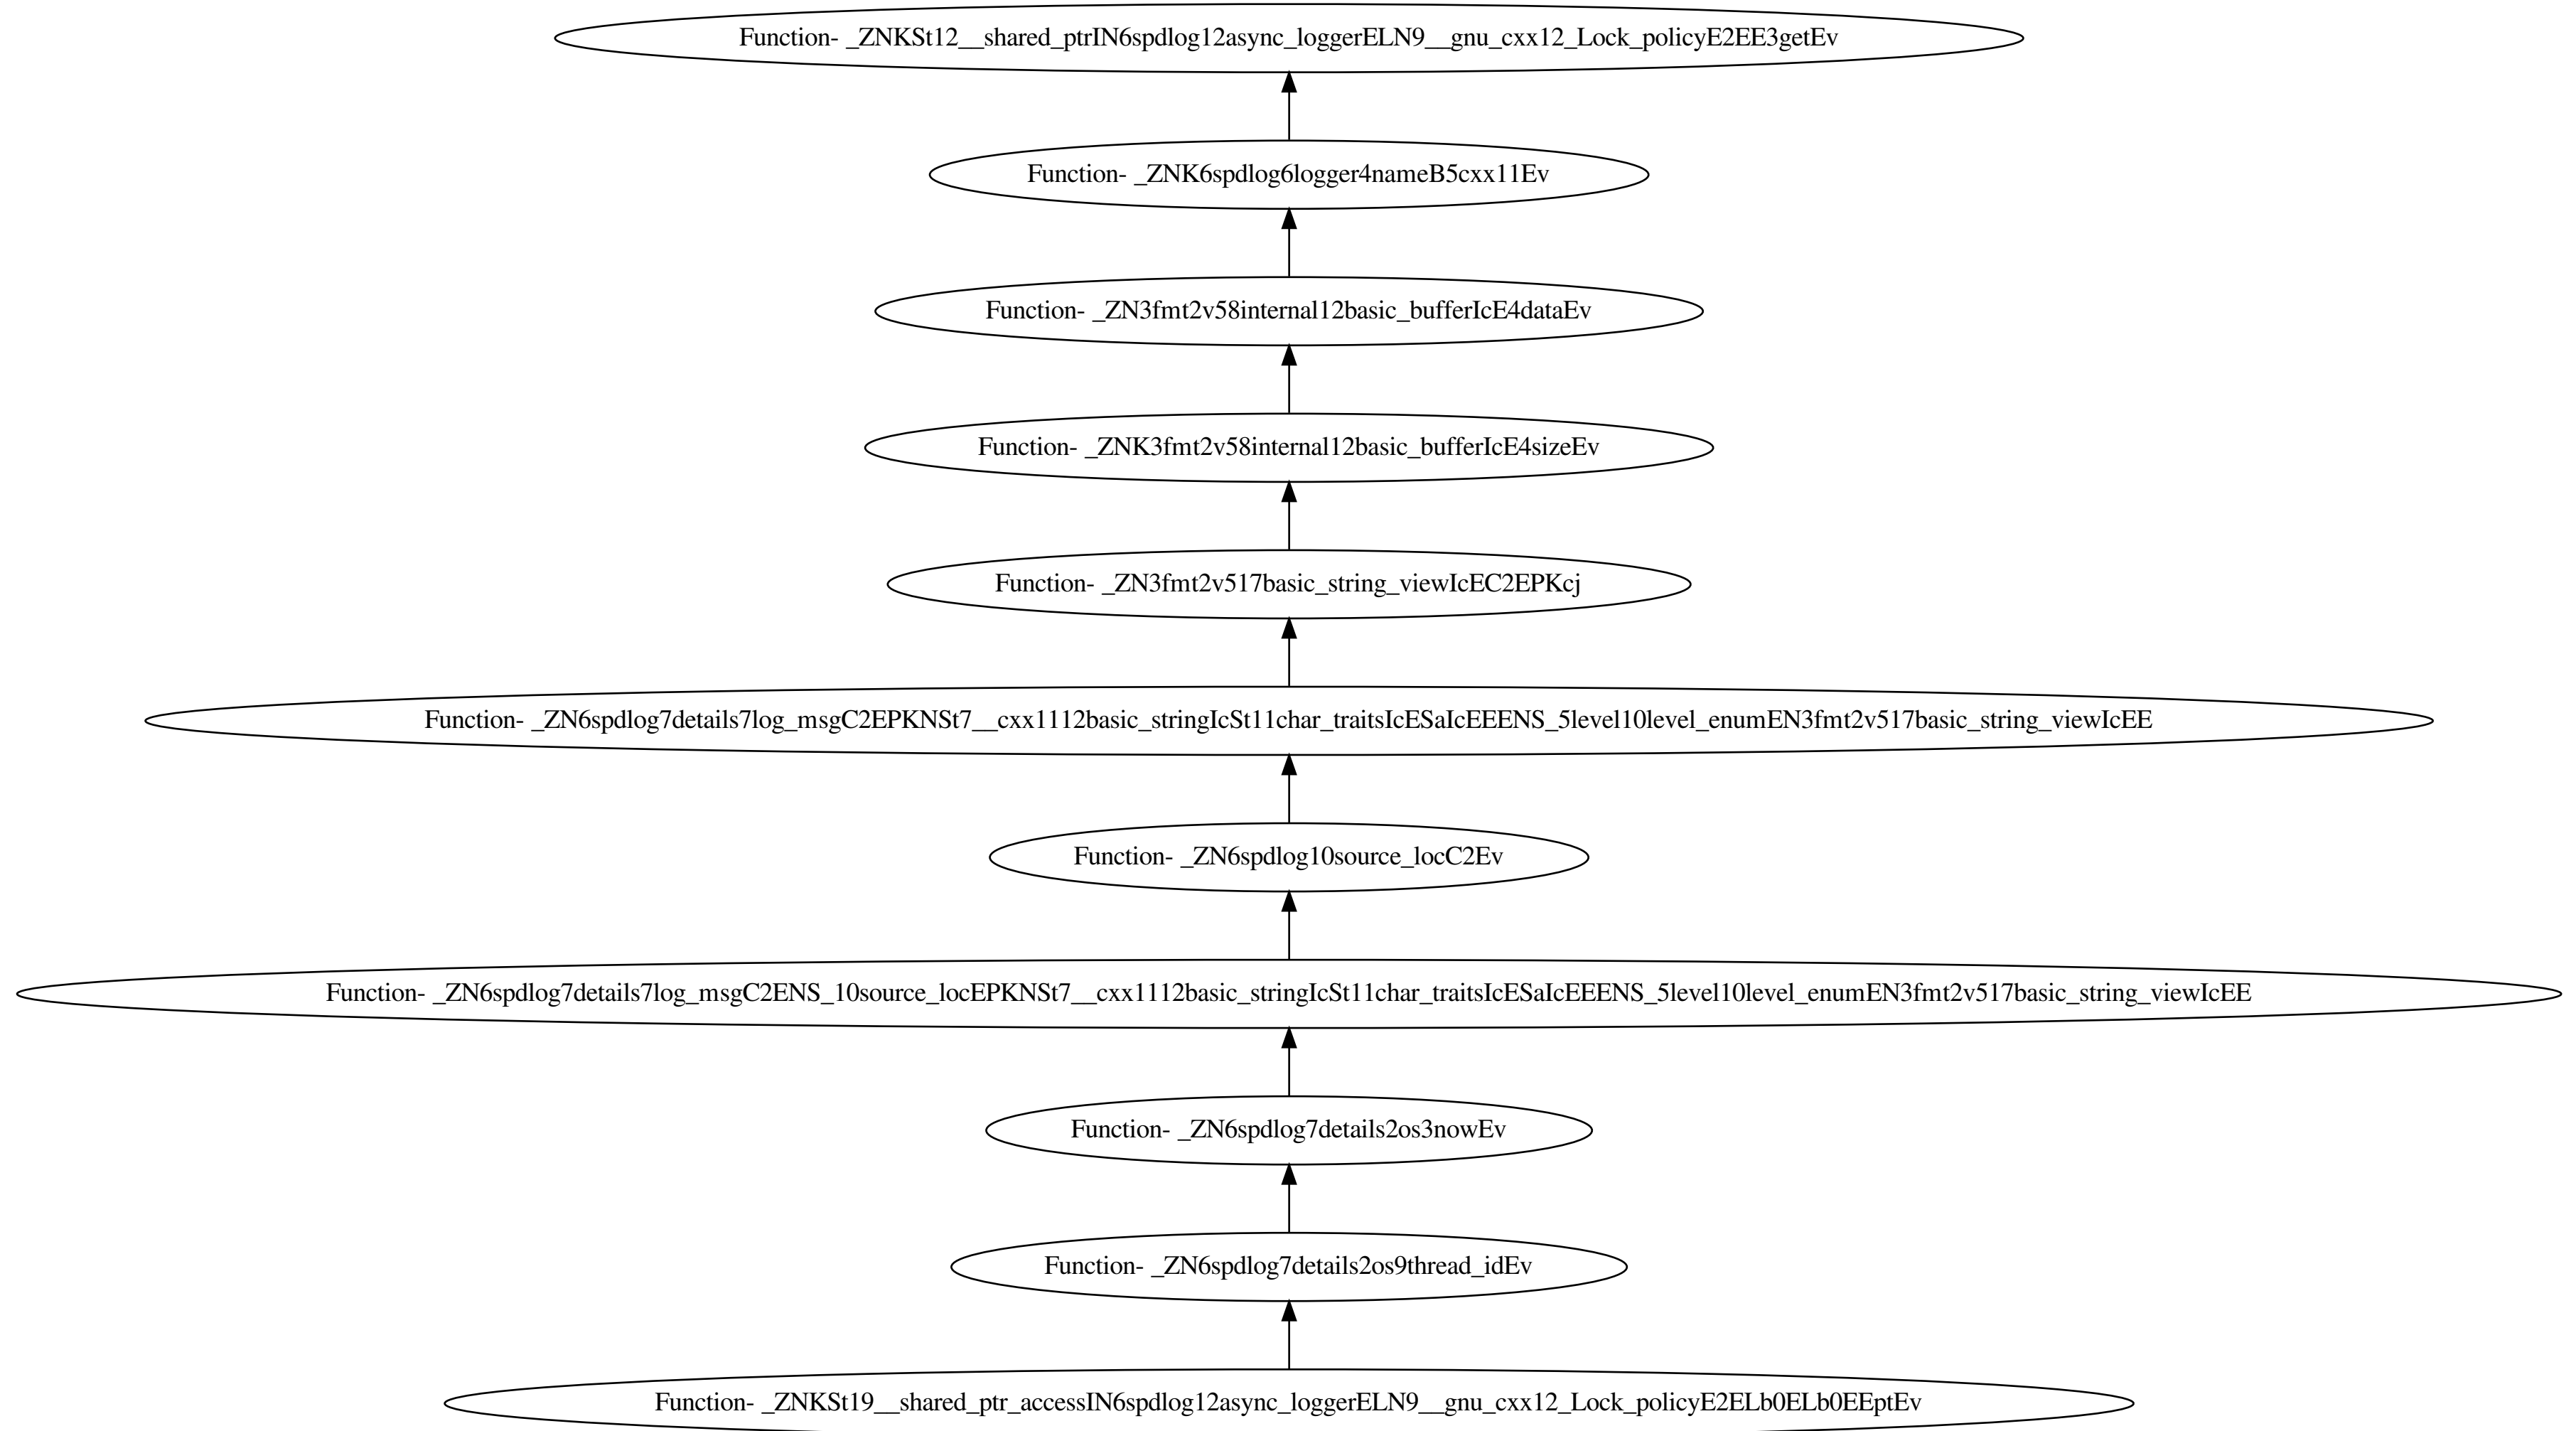 Function- _ZNKSt12__shared_ptrIN6spdlog12async_loggerELN9__gnu_cxx12_Lock_policyE2EE3getEv
Function- _ZNK6spdlog6logger4nameB5cxx11Ev
Function- _ZN3fmt2v58internal12basic_bufferIcE4dataEv
Function- _ZNK3fmt2v58internal12basic_bufferIcE4sizeEv
Function- _ZN3fmt2v517basic_string_viewIcEC2EPKcj
Function- _ZN6spdlog7details7log_msgC2EPKNSt7__cxx1112basic_stringIcSt11char_traitsIcESaIcEEENS_5level10level_enumEN3fmt2v517basic_string_viewIcEE
Function- _ZN6spdlog10source_locC2Ev
Function- _ZN6spdlog7details7log_msgC2ENS_10source_locEPKNSt7__cxx1112basic_stringIcSt11char_traitsIcESaIcEEENS_5level10level_enumEN3fmt2v517basic_string_viewIcEE
Function- _ZN6spdlog7details2os3nowEv
Function- _ZN6spdlog7details2os9thread_idEv
Function- _ZNKSt19__shared_ptr_accessIN6spdlog12async_loggerELN9__gnu_cxx12_Lock_policyE2ELb0ELb0EEptEv